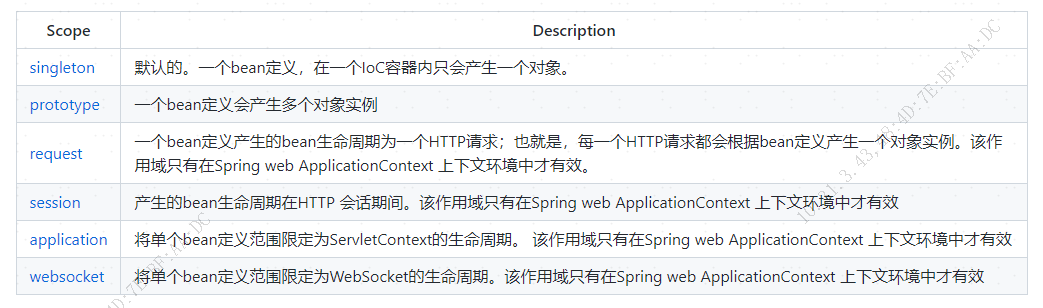 Scope Description
singleton 默认的。一个bean定义，在一个IoC容器内只会产生一个对象。
prototype 一个bean定义会产生多个对象实例
request 一个bean定义产生的bean生命周期为一个HTTP请求；也就是，每一个HTTP请求都会根据bean定义产生一个对象实例。该作
用域只有在Spring web ApplicationContext 上下文环境中才有效。
session 产生的bean生命周期在HTTP 会话期间。该作用域只有在Spring web ApplicationContext 上下文环境中才有效
application 将单个bean定义范围限定为ServletContext的生命周期。 该作用域只有在Spring web ApplicationContext 上下文环境中才有效
websocket 将单个bean定义范围限定为WebSocket的生命周期。该作用域只有在Spring web ApplicationContext 上下文环境中才有效